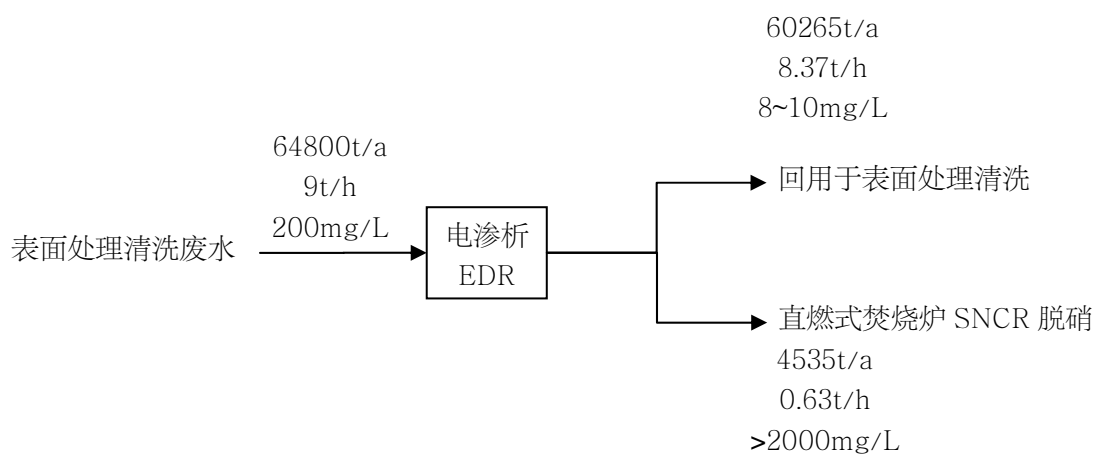 60265t/a
8.37t/h
8~10mg/L
64800t/a
9t/h
200mg/L
回用于表面处理清洗
表面处理清洗废水
电渗析
EDR
直燃式焚烧炉 SNCR 脱硝
4535t/a
0.63t/h
>2000mg/L